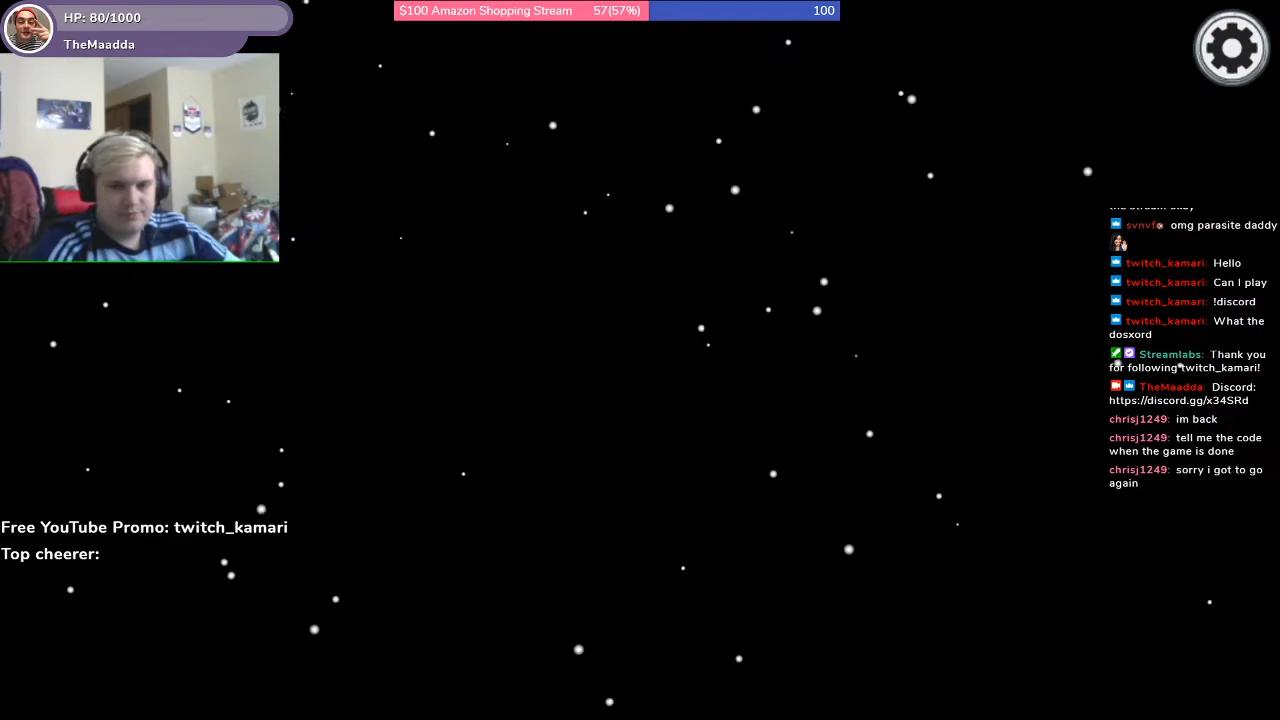 HP: 80/1000
TheMaadda
$100 Amazon Shopping Stream 57(57%) 100
svnvf omg parasite daddy
twitch_kamari: Hello
twitch_kamari: Can I play
twitch_kamari: !discord
twitch_kamari: What the
dosxord
Streamlabs: Thank you
for following twitch_kamari!
TheMaadda: Discord:
https://discord.gg/x34SRd
chrisj1249: im back
chrisj1249: tell me the code
when the game is done
chrisj1249: sorry i got to go
again
Free YouTube Promo: twitch_kamari
Top cheerer: